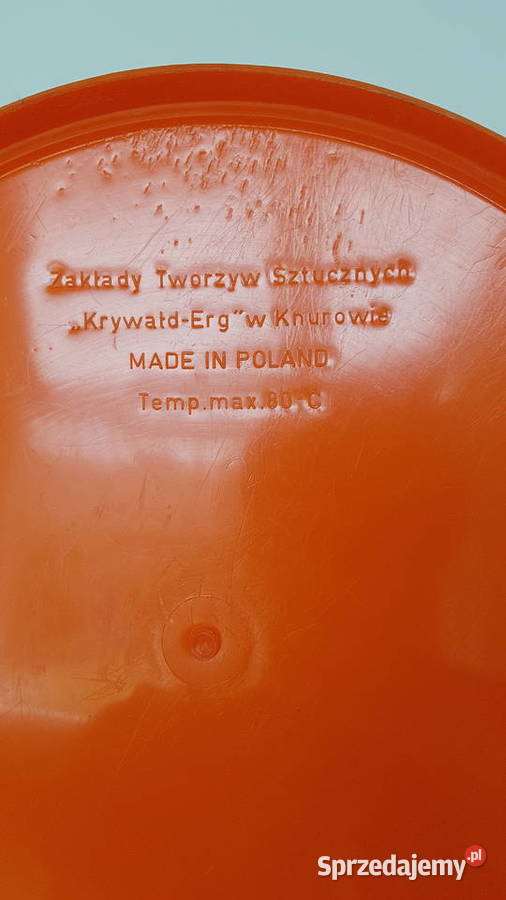 Zakłady Tworzyw Sztucznych
„Krywałd-Erg” w Knurowie
MADE IN POLAND
Temp.max.80°C
Sprzedajemy.pl